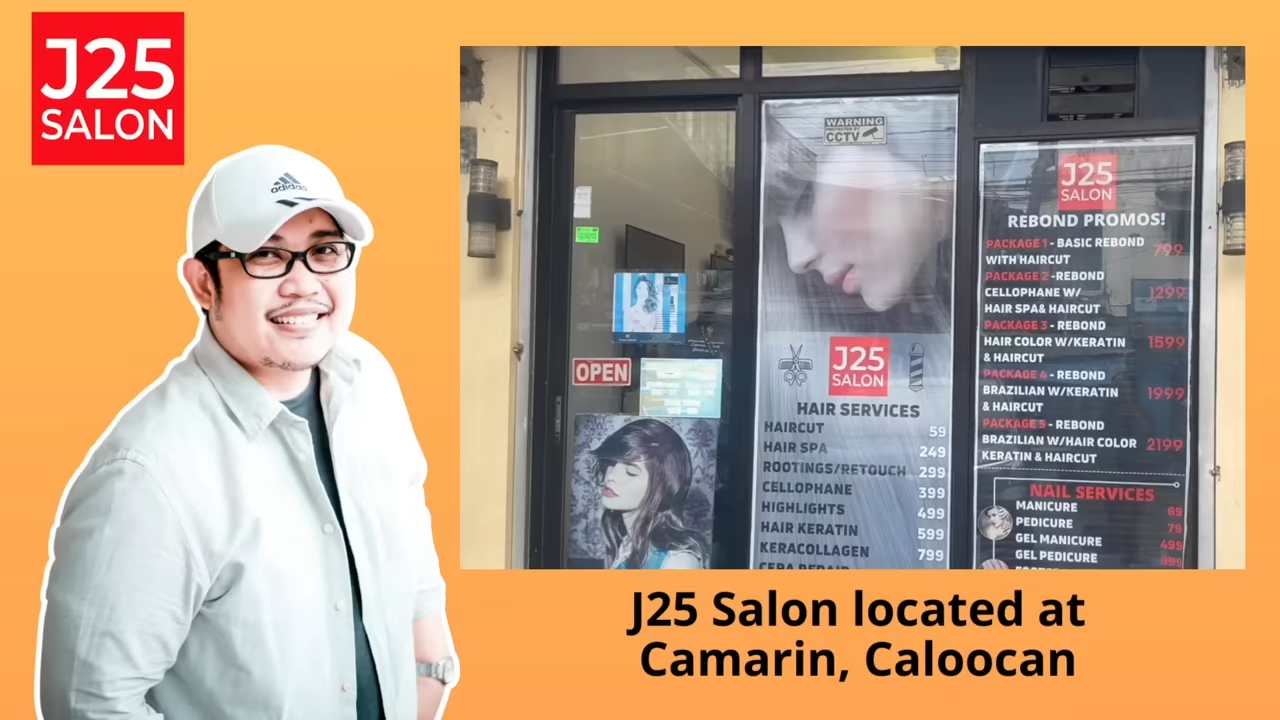 J25
SALON
adidas
WARNING
PROTECTED BY
CCTV
OPEN
J25
SALON
HAIR SERVICES
HAIRCUT 59
HAIR SPA 249
ROOTINGS/RETOUCH 299
CELLOPHANE 399
HIGHLIGHTS 499
HAIR KERATIN 599
KERACOLLAGEN 799
J25
SALON
REBOND PROMOS!
PACKAGE 1 - BASIC REBOND
WITH HAIRCUT 799
PACKAGE 2 -REBOND
CELLOPHANE W/ 1299
HAIR SPA& HAIRCUT
PACKAGE 3 - REBOND
HAIR COLOR W/KERATIN 1599
& HAIRCUT
PACKAGE 4 - REBOND
BRAZILIAN W/KERATIN 1999
& HAIRCUT
PACKAGE 5 - REBOND
BRAZILIAN W/HAIR COLOR 2199
KERATIN & HAIRCUT
NAIL SERVICES
MANICURE 69
PEDICURE 79
GEL MANICURE 499
GEL PEDICURE
J25 Salon located at
Camarin, Caloocan